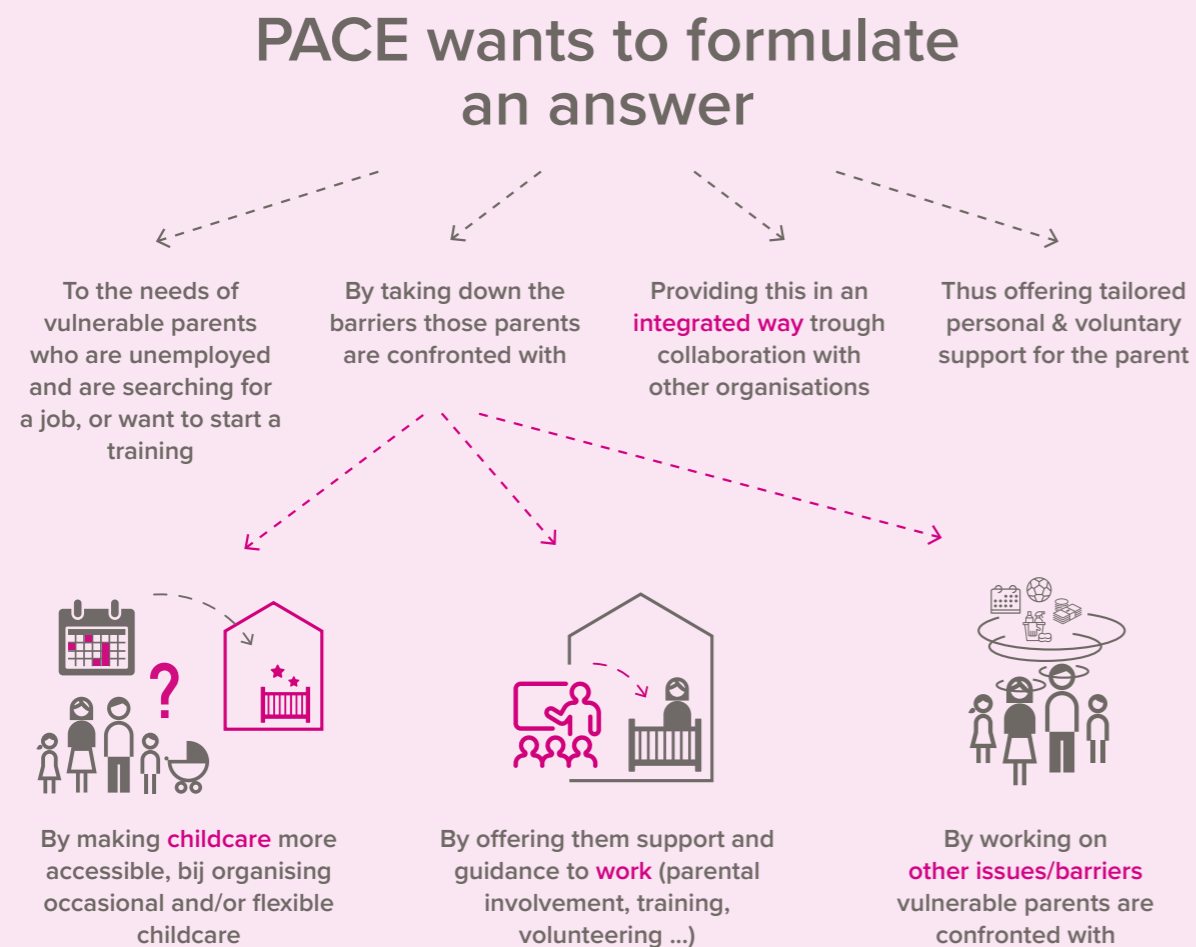 PACE wants to formulate
an answer
To the needs of
vulnerable parents
who are unemployed
and are searching for
a job, or want to start a
training
By taking down the
barriers those parents
are confronted with
Providing this in an
integrated way trough
collaboration with
other organisations
Thus offering tailored
personal & voluntary
support for the parent
?
By making childcare more
accessible, bij organising
occasional and/or flexible
childcare
By offering them support and
guidance to work (parental
involvement, training,
volunteering ...)
By working on
other issues/barriers
vulnerable parents are
confronted with